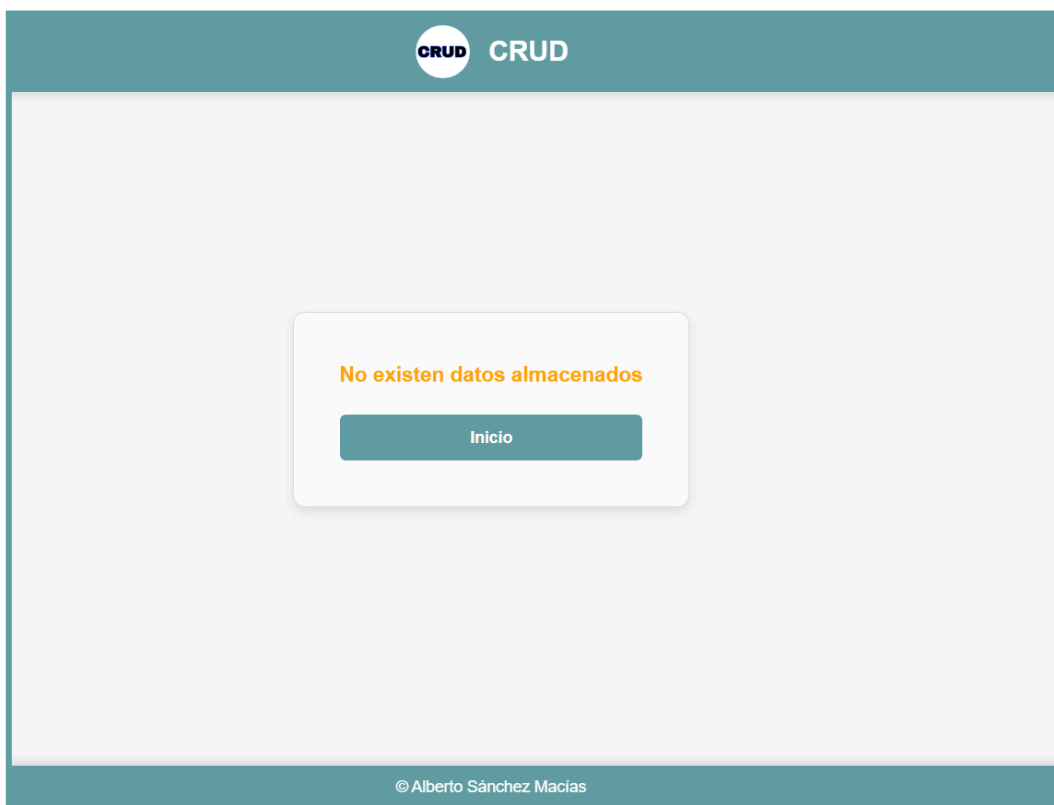 CRUD CRUD
No existen datos almacenados
Inicio
© Alberto Sánchez Macías